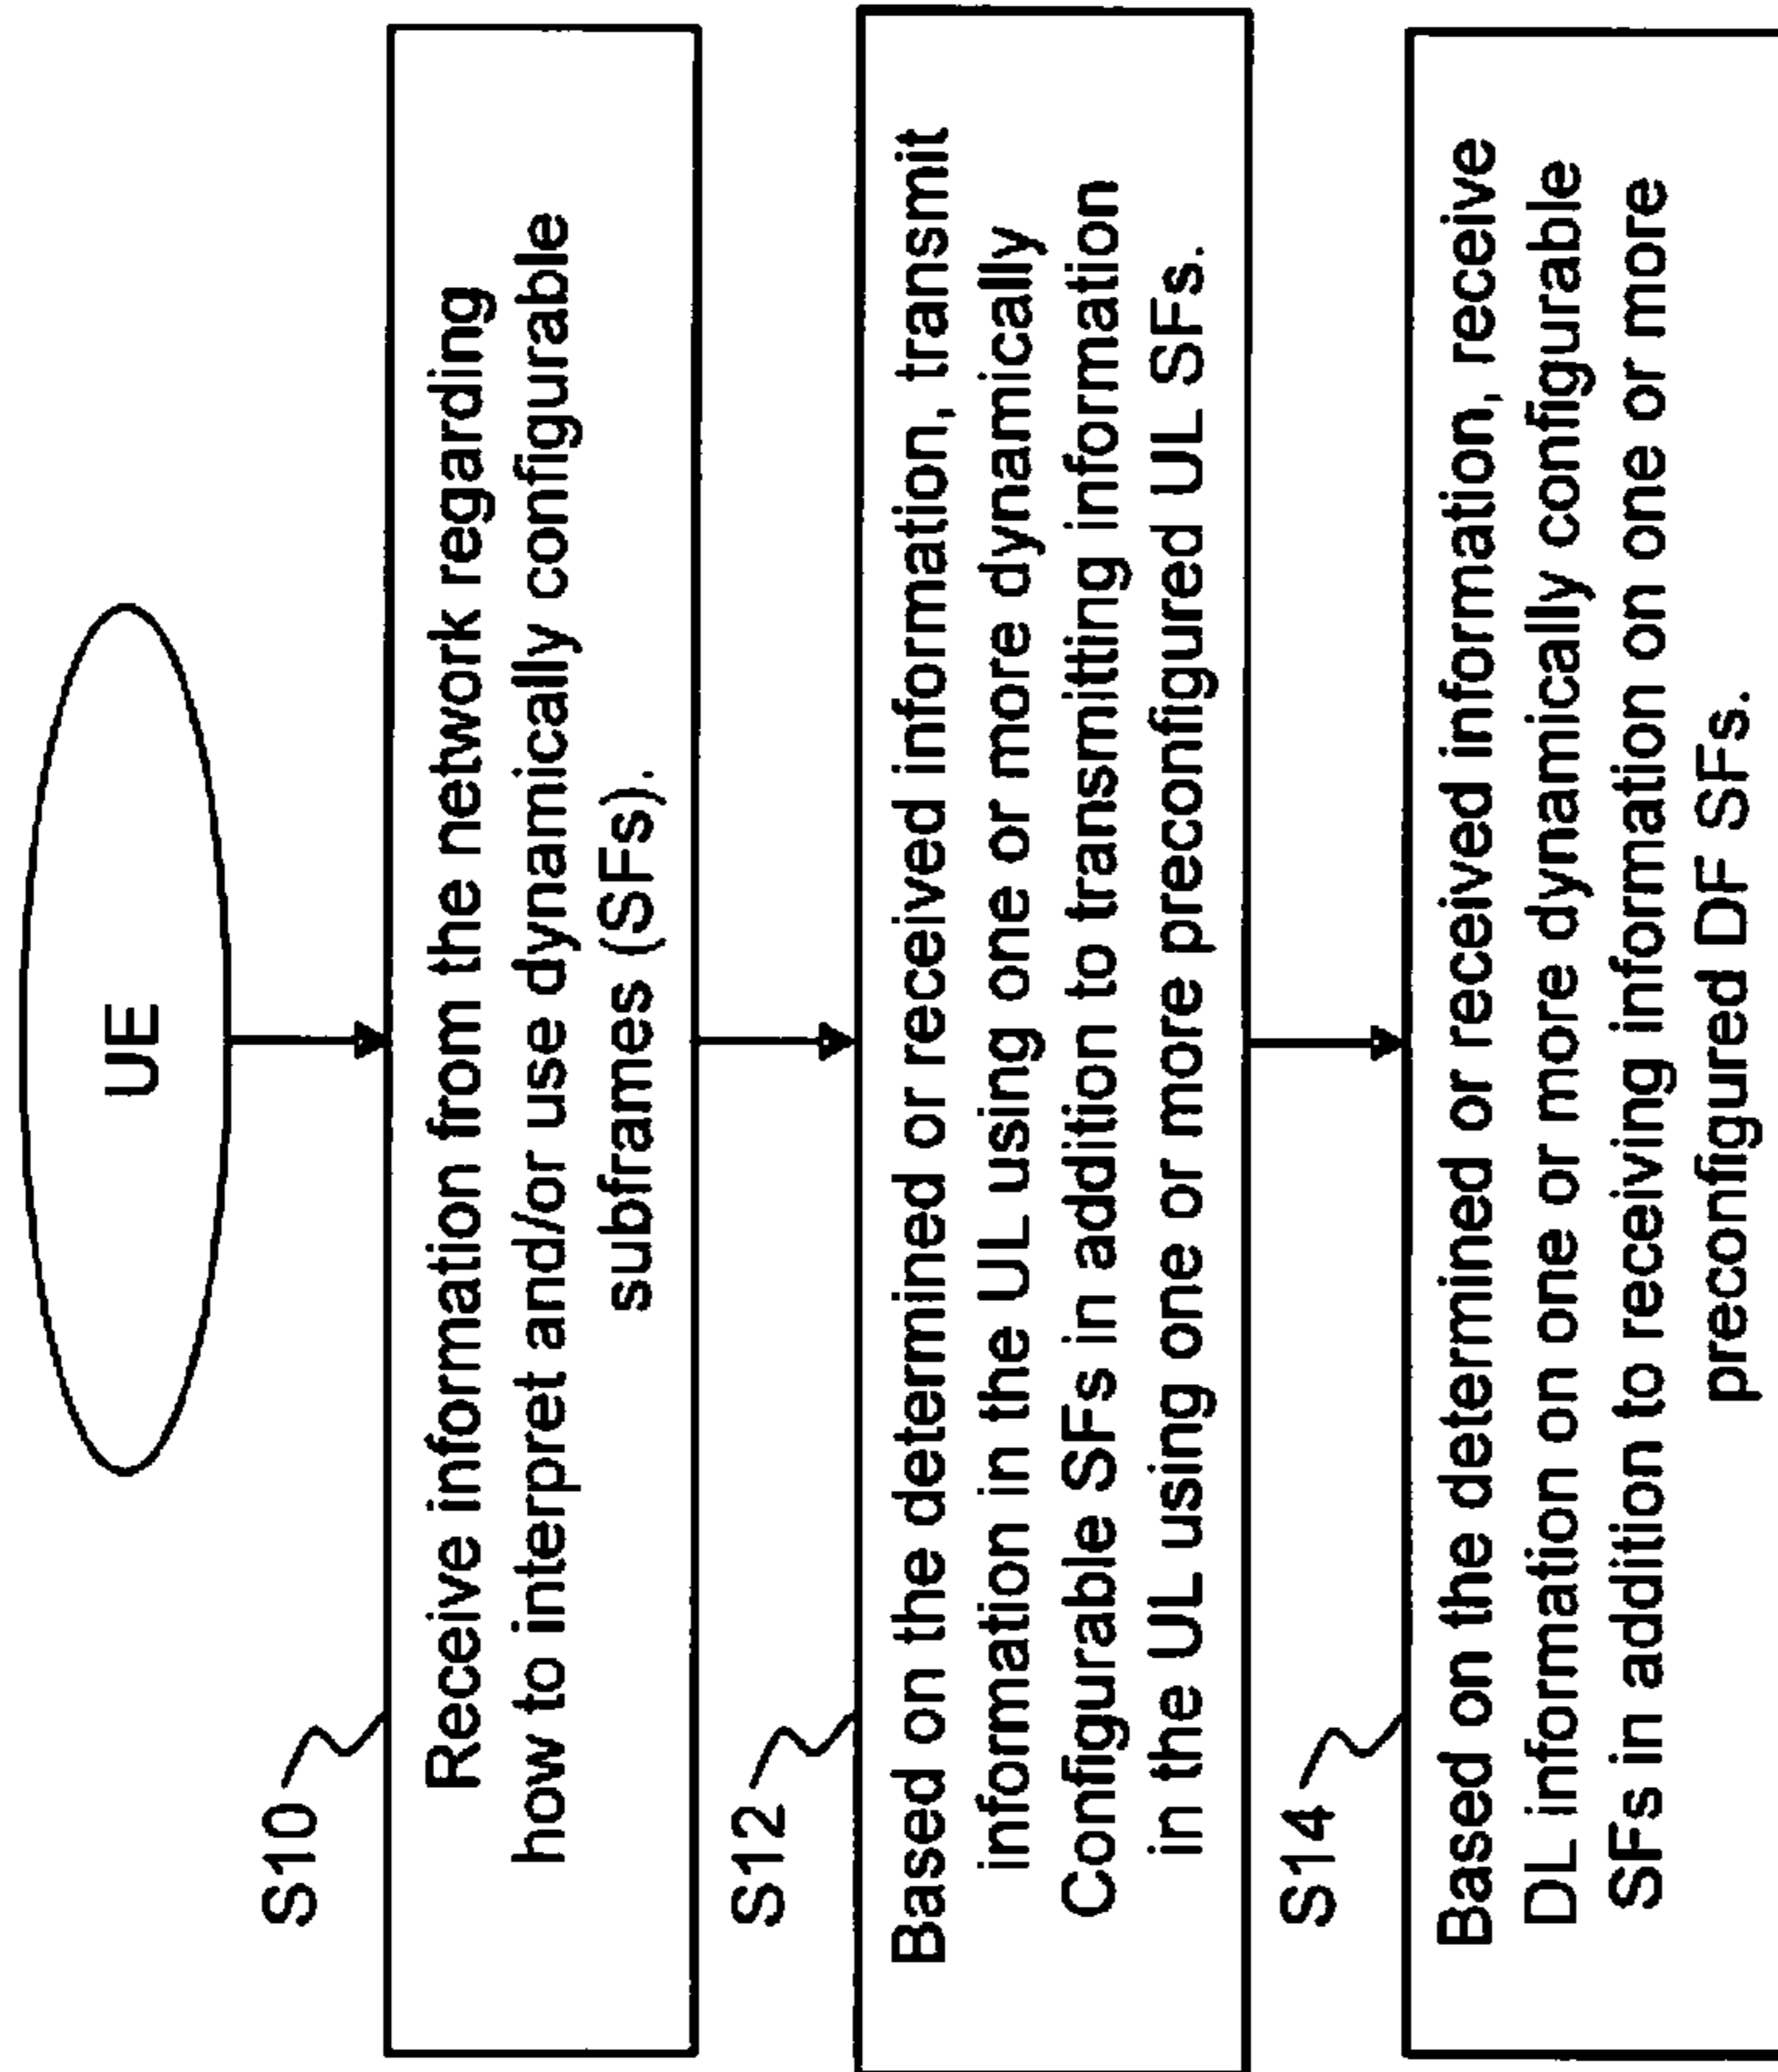 UE
S10
Receive information from the network regarding
how to interpret and/or use dynamically configurable
subframes (SFs).
S12
Based on the determined or received information, transmit
information in the UL using one or more dynamically
Configurable SFs in addition to transmitting information
in the UL using one or more preconfigured UL SFs.
S14
Based on the determined or received information, receive
DL information on one or more dynamically configurable
SFs in addition to receiving information on one or more
preconfigured DF SFs.